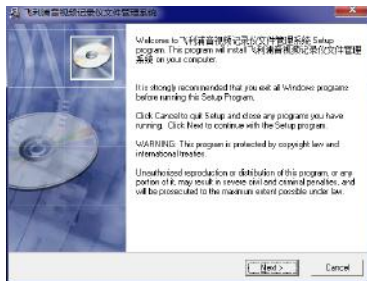 飞利浦音视频记录仪文件管理系统
Welcome to 飞利浦音视频记录仪文件管理系统 Setup
program. This program will install 飞利浦音视频记录仪文件管理
系统 on your computer.
It is strongly recommended that you exit all Windows programs
before running this Setup Program.
Click Cancel to quit Setup and close any programs you have
running. Click Next to continue with the Setup program.
WARNING: This program is protected by copyright law and
international treaties.
Unauthorized reproduction or distribution of this program, or any
portion of it, may result in severe civil and criminal penalties, and
will be prosecuted to the maximum extent possible under law.
Next >
Cancel